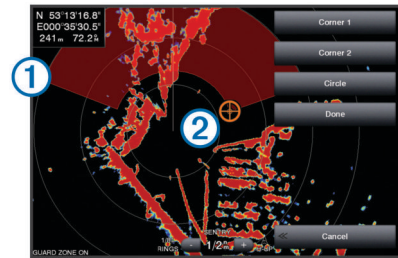 N 53°13'16.8"
E000°35'30.5"
241m 72.2
Corner 1
Corner 2
Circle
Done
1
2
SENTRY
RINGS - 1/2 +
GUARD ZONE ON
Cancel